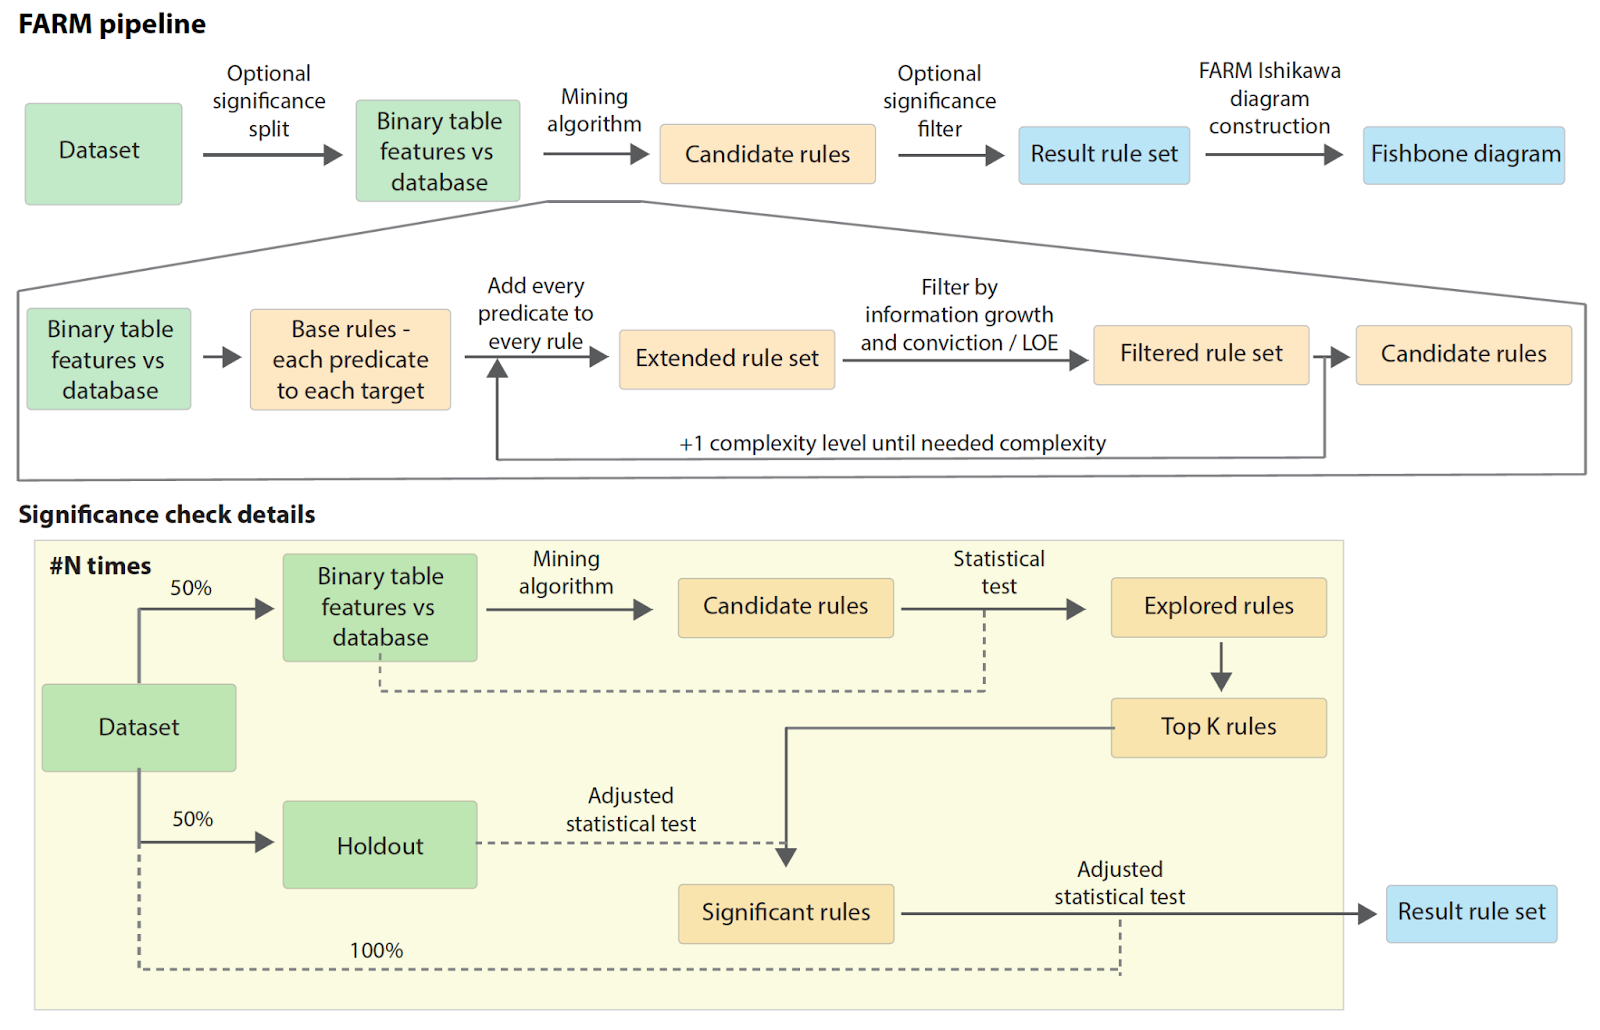 FARM pipeline
Dataset
Optional
significance
split
Binary table
features vs
database
Mining
algorithm
Candidate rules
Optional
significance
filter
Result rule set
FARM Ishikawa
diagram
construction
Fishbone diagram
Binary table
features vs
database
Base rules -
each predicate
to each target
Add every
predicate to
every rule
Extended rule set
Filter by
information growth
and conviction / LOE
Filtered rule set
Candidate rules
+1 complexity level until needed complexity
Significance check details
#N times
50%
Binary table
features vs
database
Mining
algorithm
Candidate rules
Statistical
test
Explored rules
Dataset
Top K rules
50%
Holdout
Adjusted
statistical test
Significant rules
Adjusted
statistical test
Result rule set
100%